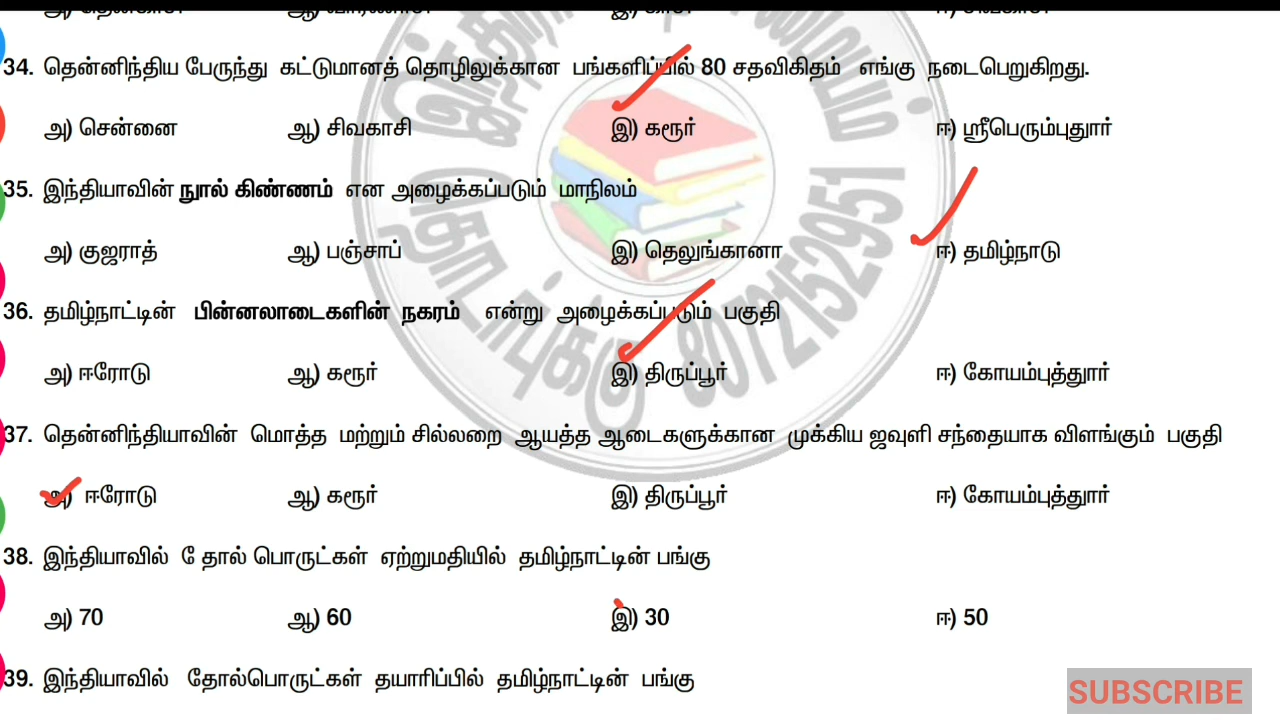 34. தென்னிந்திய பேருந்து கட்டுமானத் தொழிலுக்கான பங்களிப்பில் 80 சதவிகிதம் எங்கு நடைபெறுகிறது.
அ) சென்னை ஆ) சிவகாசி இ) கரூர் ஈ) ஸ்ரீபெரும்புதுார்
35. இந்தியாவின் நுால் கிண்ணம் என அழைக்கப்படும் மாநிலம்
அ) குஜராத் ஆ) பஞ்சாப் இ) தெலுங்கானா ஈ) தமிழ்நாடு
36. தமிழ்நாட்டின் பின்னலாடைகளின் நகரம் என்று அழைக்கப்படும் பகுதி
அ) ஈரோடு ஆ) கரூர் இ) திருப்பூர் ஈ) கோயம்புத்துார்
37. தென்னிந்தியாவின் மொத்த மற்றும் சில்லறை ஆயத்த ஆடைகளுக்கான முக்கிய ஜவுளி சந்தையாக விளங்கும் பகுதி
அ) ஈரோடு ஆ) கரூர் இ) திருப்பூர் ஈ) கோயம்புத்துார்
38. இந்தியாவில் தோல் பொருட்கள் ஏற்றுமதியில் தமிழ்நாட்டின் பங்கு
அ) 70 ஆ) 60 இ) 30 ஈ) 50
39. இந்தியாவில் தோல்பொருட்கள் தயாரிப்பில் தமிழ்நாட்டின் பங்கு
தொடர்புக்கு 8072152951
SUBSCRIBE